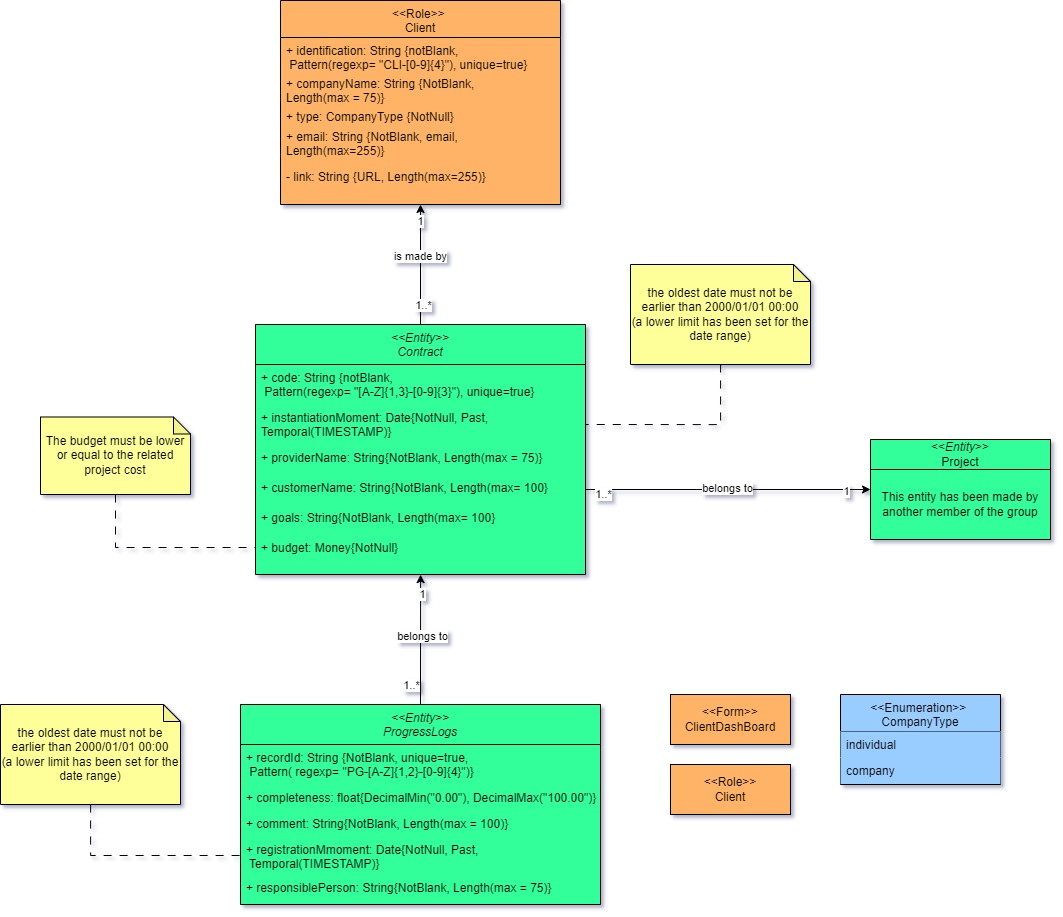 <<Role>>
Client
+ identification: String {notBlank,
Pattern(regexp= "CLI-[0-9]{4}"), unique=true}
+ companyName: String {NotBlank,
Length(max = 75)}
+ type: CompanyType {NotNull}
+ email: String {NotBlank, email,
Length(max=255)}
- link: String {URL, Length(max=255)}
1
is made by
1..*
the oldest date must not be
earlier than 2000/01/01 00:00
(a lower limit has been set for the
date range)
<<Entity>>
Contract
+ code: String {notBlank,
Pattern(regexp= "[A-Z]{1,3}-[0-9]{3}"), unique=true}
+ instantiationMoment: Date{NotNull, Past,
Temporal(TIMESTAMP)}
+ providerName: String{NotBlank, Length(max = 75)}
+ customerName: String{NotBlank, Length(max= 100}
+ goals: String{NotBlank, Length(max= 100}
+ budget: Money{NotNull}
The budget must be lower
or equal to the related
project cost
1..*
belongs to
1
<<Entity>>
Project
This entity has been made by
another member of the group
1
belongs to
1..*
the oldest date must not be
earlier than 2000/01/01 00:00
(a lower limit has been set for the
date range)
<<Entity>>
ProgressLogs
+ recordId: String {NotBlank, unique=true,
Pattern( regexp= "PG-[A-Z]{1,2}-[0-9]{4}")}
+ completeness: float{DecimalMin("0.00"), DecimalMax("100.00")}
+ comment: String{NotBlank, Length(max = 100)}
+ registrationMmoment: Date{NotNull, Past,
Temporal(TIMESTAMP)}
+ responsiblePerson: String{NotBlank, Length(max = 75)}
<<Form>>
ClientDashBoard
<<Role>>
Client
<<Enumeration>>
CompanyType
individual
company